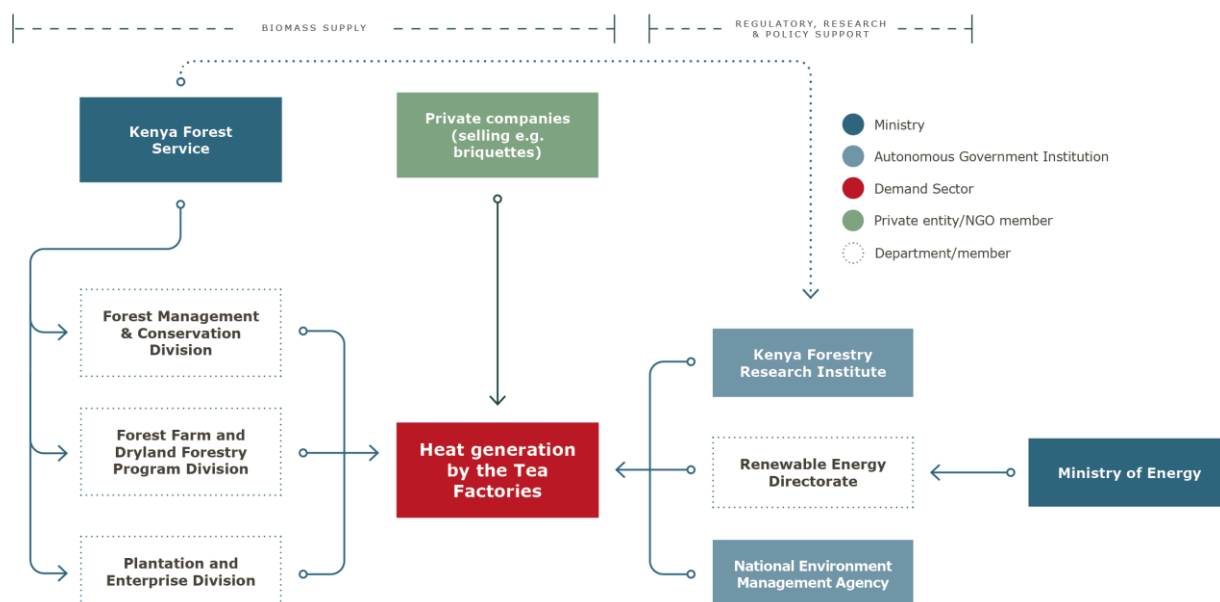 BIOMASS SUPPLY
REGULATORY, RESEARCH
& POLICY SUPPORT
Kenya Forest
Service
Private companies
(selling e.g.
briquettes)
Ministry
Autonomous Government Institution
Demand Sector
Private entity/NGO member
Department/member
Forest Management
& Conservation
Division
Forest Farm and
Dryland Forestry
Program Division
Plantation and
Enterprise Division
Heat generation
by the Tea
Factories
Kenya Forestry
Research Institute
Renewable Energy
Directorate
National Environment
Management Agency
Ministry of Energy